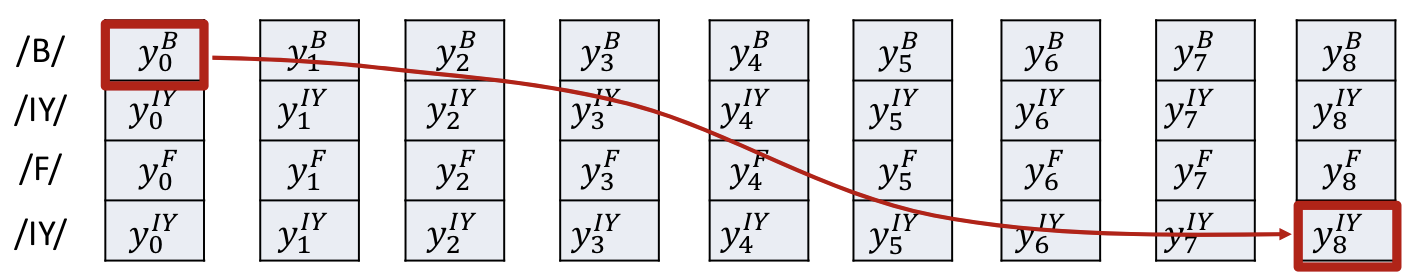 /B/ y_0^B y_1^B y_2^B y_3^B y_4^B y_5^B y_6^B y_7^B y_8^B
/IY/ y_0^{IY} y_1^{IY} y_2^{IY} y_3^{IY} y_4^{IY} y_5^{IY} y_6^{IY} y_7^{IY} y_8^{IY}
/F/ y_0^F y_1^F y_2^F y_3^F y_4^F y_5^F y_6^F y_7^F y_8^F
/IY/ y_0^{IY} y_1^{IY} y_2^{IY} y_3^{IY} y_4^{IY} y_5^{IY} y_6^{IY} y_7^{IY} y_8^{IY}